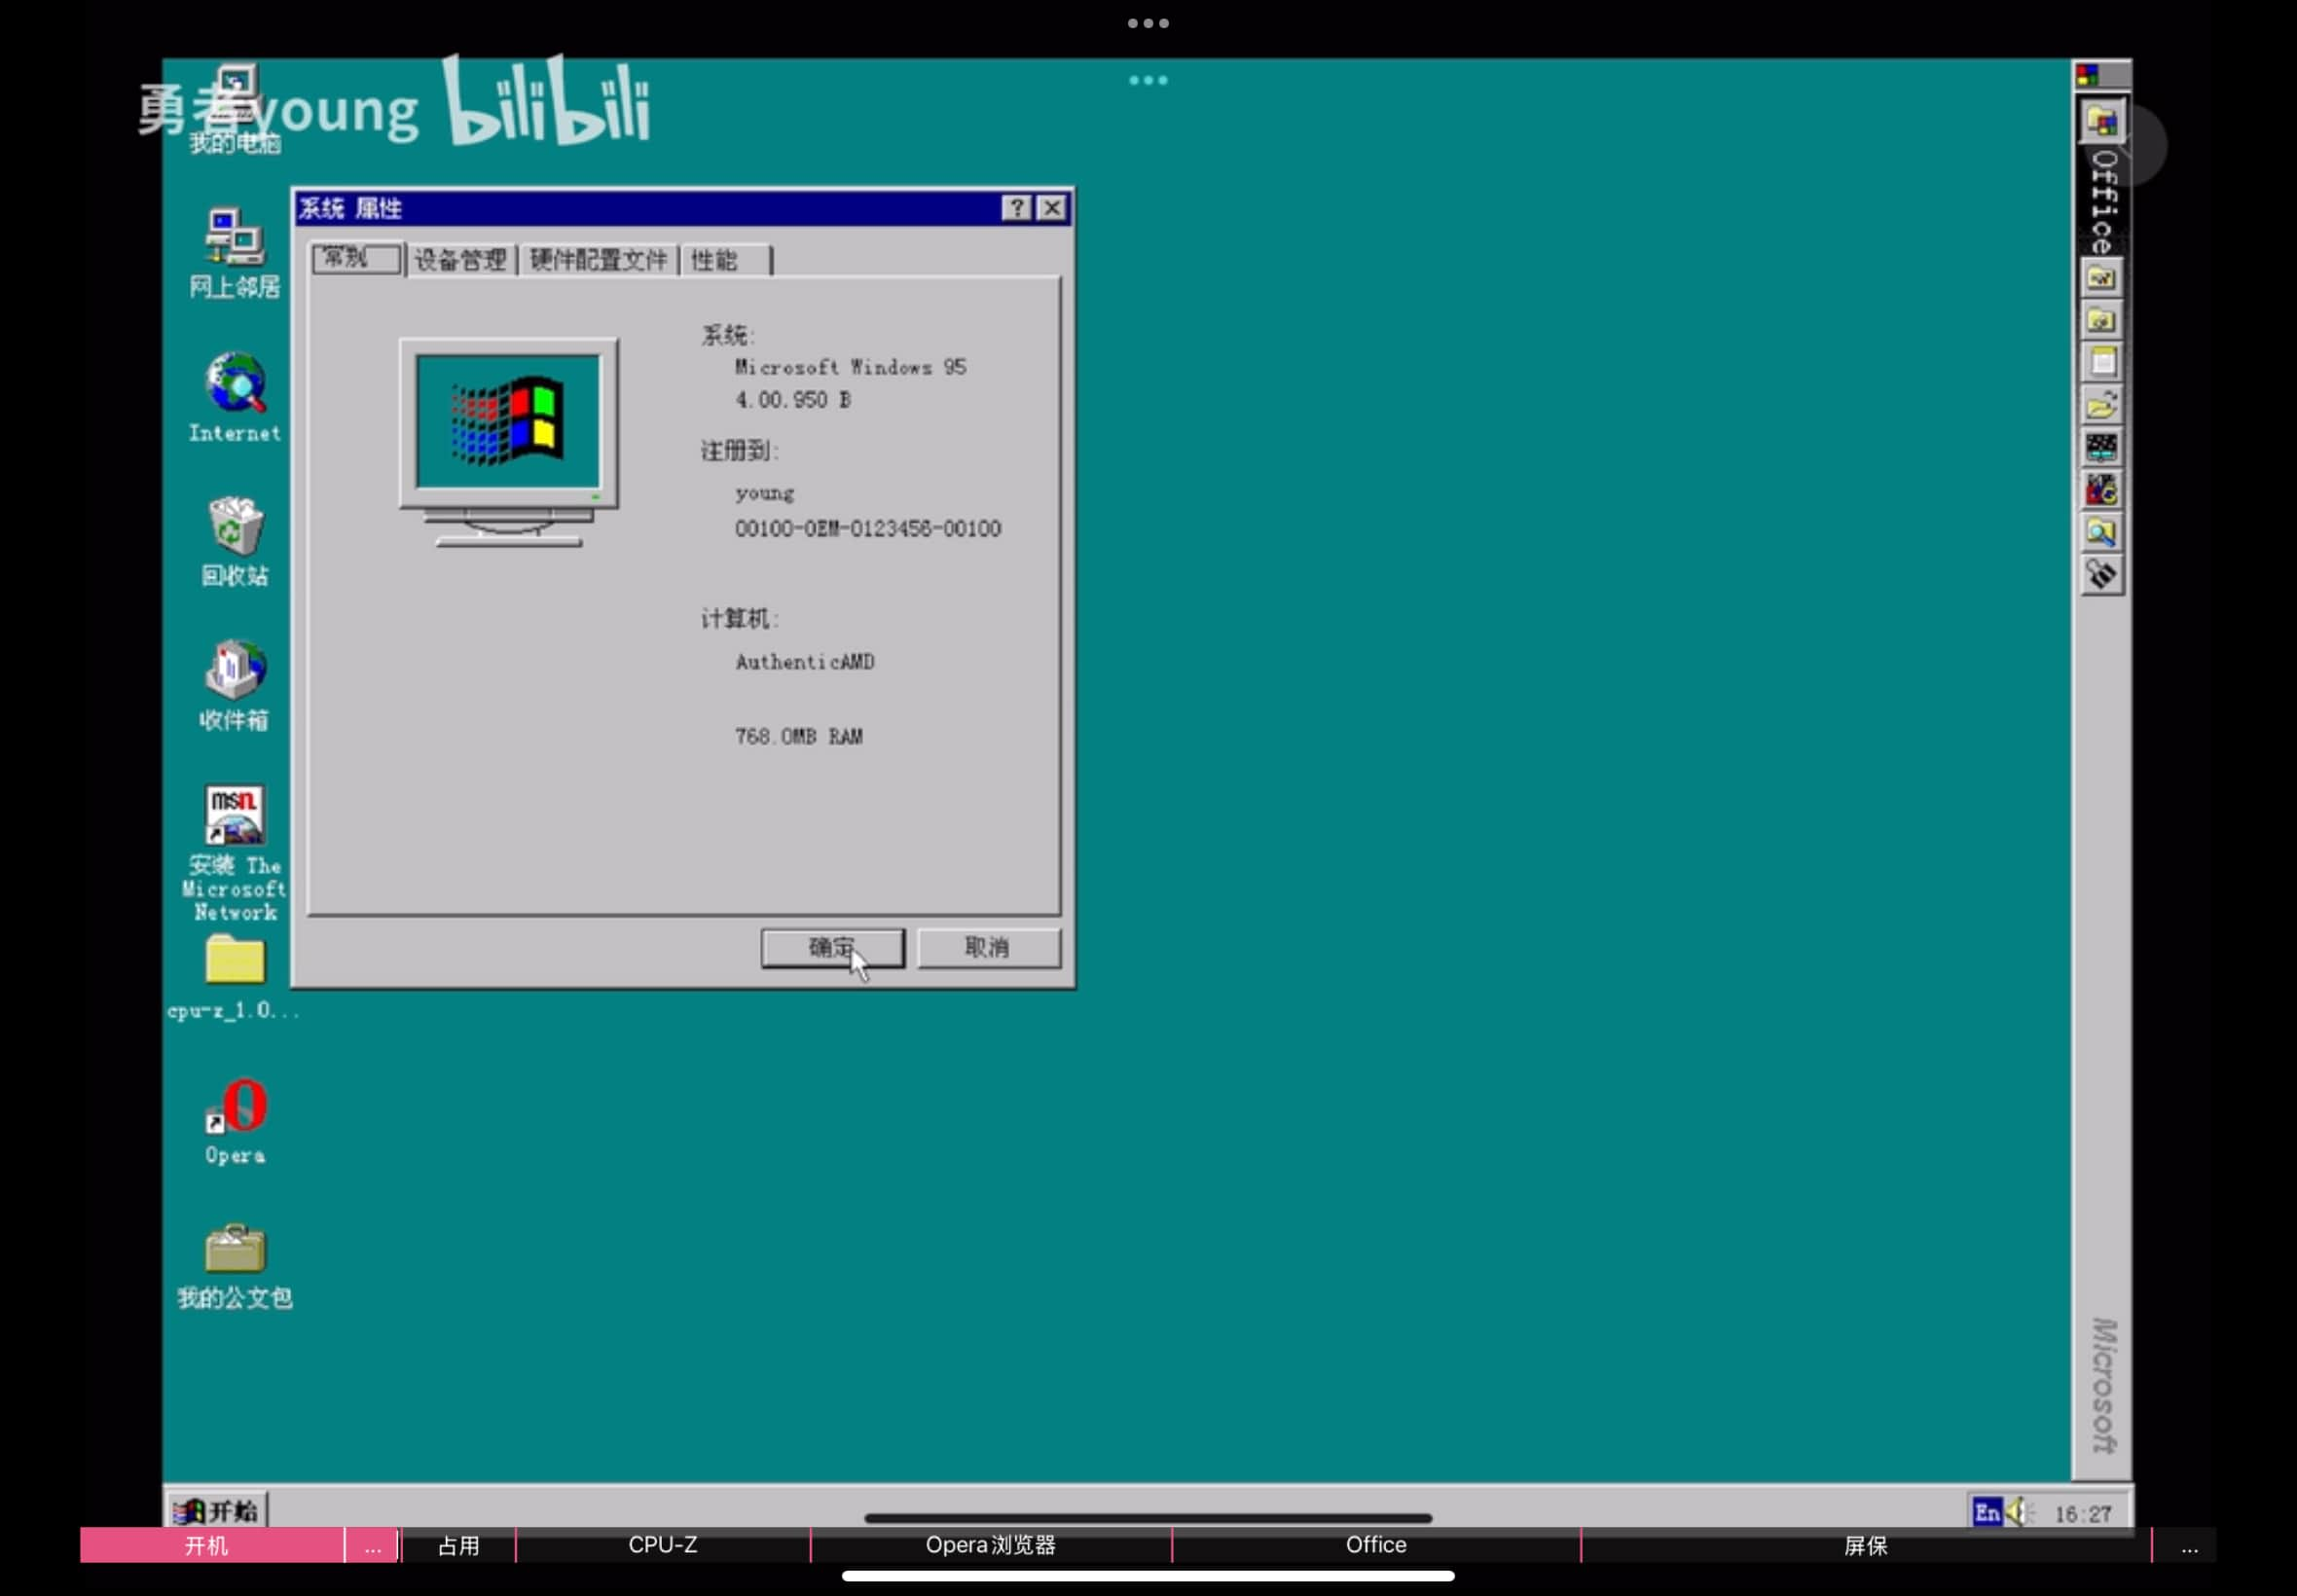 勇者young bilibili
我的电脑
网上邻居
Internet
回收站
收件箱
msn.
安装 The
Microsoft
Network
cpu-z_1.0...
Opera
我的公文包
系统 属性
常规 设备管理 硬件配置文件 性能
系统:
Microsoft Windows 95
4.00.950 B
注册到:
young
00100-OEM-0123456-00100
计算机:
AuthenticAMD
768.0MB RAM
确定 取消
Office
Microsoft
开始
En 16:27
开机 ... 占用 CPU-Z Opera浏览器 Office 屏保 ...